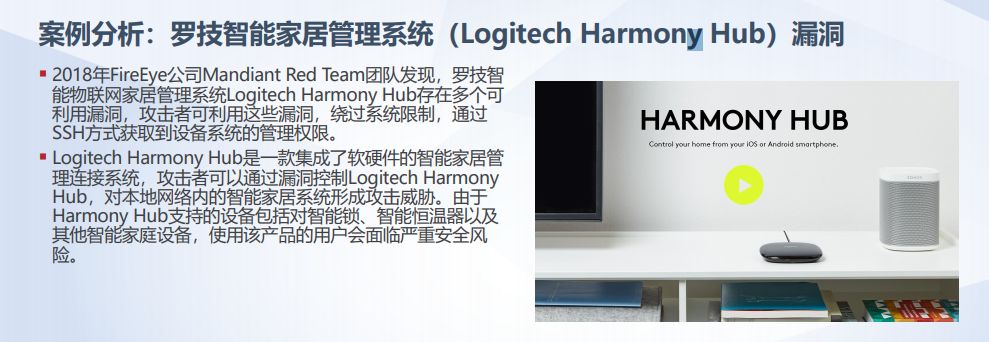 案例分析：罗技智能家居管理系统（Logitech Harmony Hub）漏洞
2018年FireEye公司Mandiant Red Team团队发现，罗技智
能物联网家居管理系统Logitech Harmony Hub存在多个可
利用漏洞，攻击者可利用这些漏洞，绕过系统限制，通过
SSH方式获取到设备系统的管理权限。
Logitech Harmony Hub是一款集成了软硬件的智能家居管
理连接系统，攻击者可以通过漏洞控制Logitech Harmony
Hub，对本地网络内的智能家居系统形成攻击威胁。由于
Harmony Hub支持的设备包括对智能锁、智能恒温器以及
其他智能家庭设备，使用该产品的用户会面临严重安全风
险。
HARMONY HUB
Control your home from your iOS or Android smartphone.
SONOS